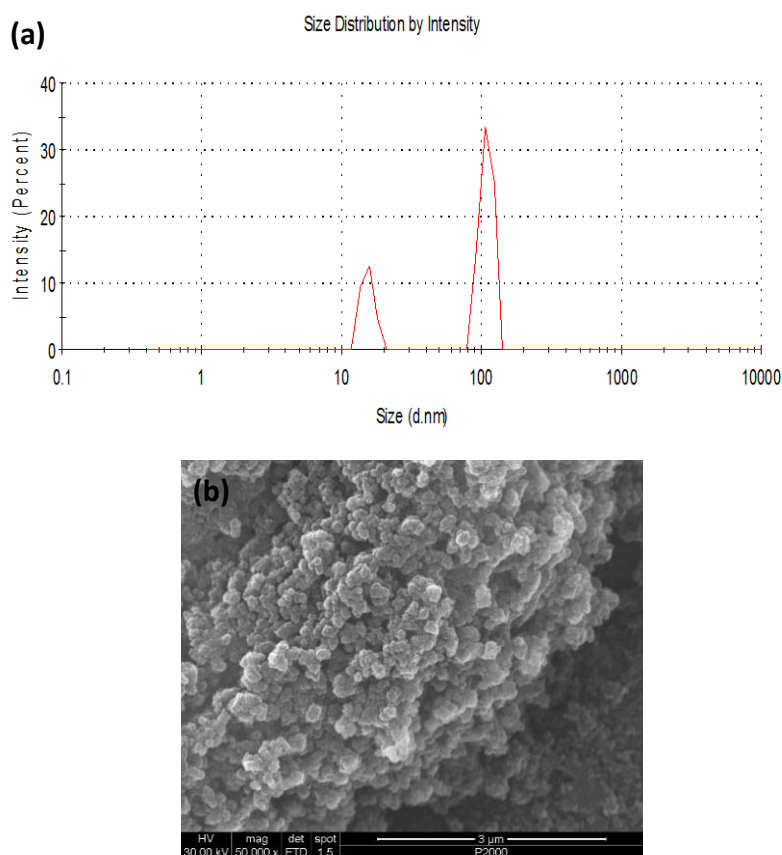 (a)
Size Distribution by Intensity
Intensity (Percent)
40
30
20
10
0
0.1 1 10 100 1000 10000
Size (d.nm)
(b)
HV mag det spot 3 µm
30.00 kV 50,000 x ETD 1.5 P2000